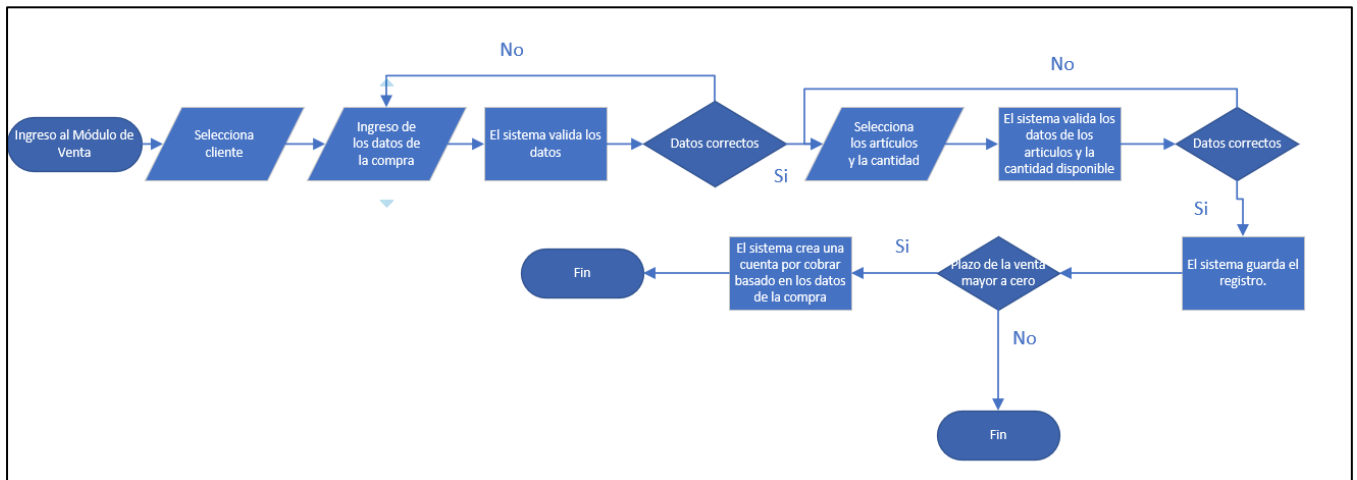 No
No
Ingreso al Módulo de
Venta
Selecciona
cliente
Ingreso de
los datos de
la compra
El sistema valida los
datos
Datos correctos
Si
Selecciona
los artículos
y la cantidad
El sistema valida los
datos de los
articulos y la
cantidad disponible
Datos correctos
Si
Fin
El sistema crea una
cuenta por cobrar
basado en los datos
de la compra
Si
Plazo de la venta
mayor a cero
El sistema guarda el
registro.
No
Fin